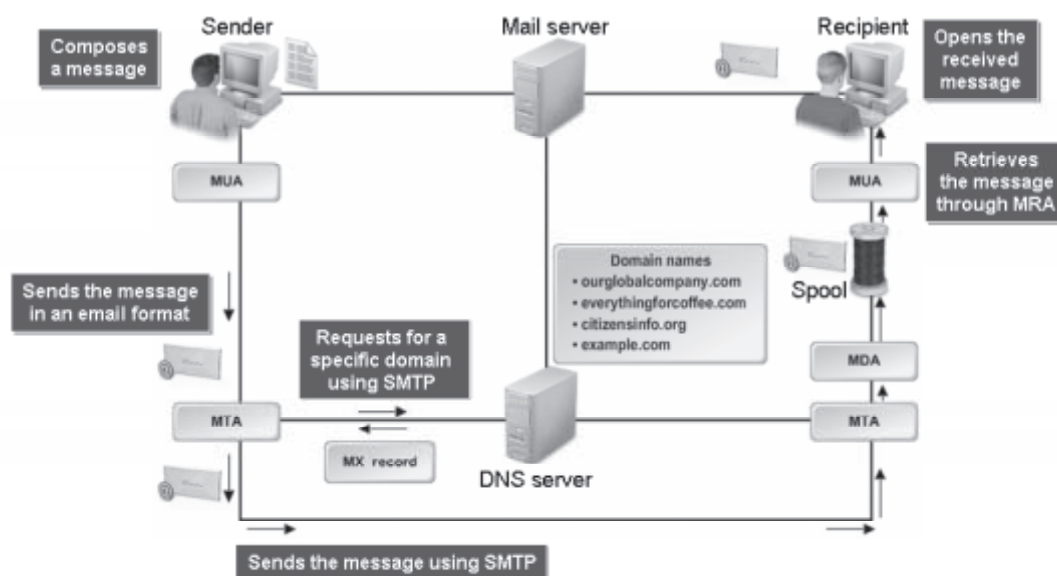 Sender
Mail server
Recipient
Composes
a message
Opens the
received
message
MUA
MUA
Retrieves
the message
through MRA
Domain names
• ourglobalcompany.com
• everythingforcoffee.com
• citizensinfo.org
• example.com
Spool
Sends the message
in an email format
Requests for a
specific domain
using SMTP
MDA
MTA
MTA
MX record
DNS server
Sends the message using SMTP